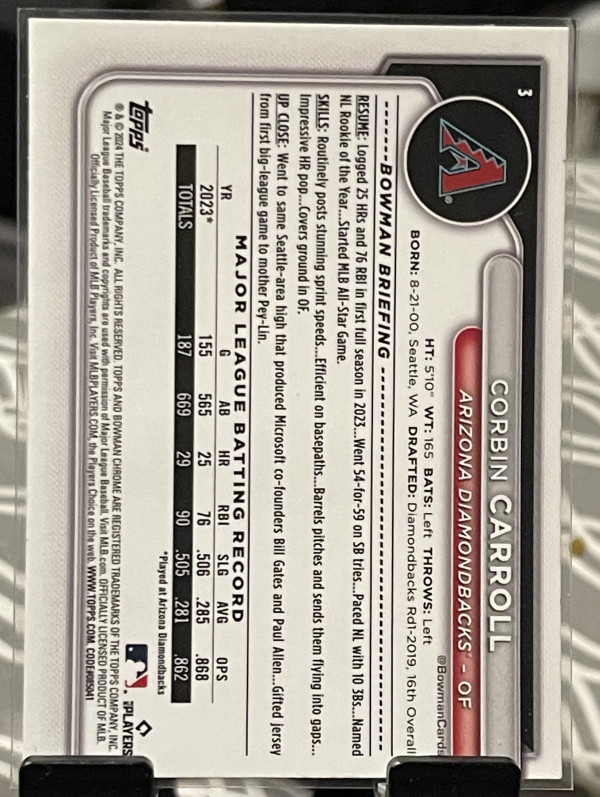 3
CORBIN CARROLL
ARIZONA DIAMONDBACKS® – OF
@BowmanCards
HT: 5'10" WT: 165 BATS: Left THROWS: Left
BORN: 8-21-00, Seattle, WA DRAFTED: Diamondbacks Rd1-2019, 16th Overall
BOWMAN BRIEFING
RESUME: Logged 25 HRs and 76 RBI in first full season in 2023...Went 54-for-59 on SB tries...Paced NL with 10 3Bs...Named
NL Rookie of the Year...Started MLB All-Star Game.
SKILLS: Routinely posts stunning sprint speeds...Efficient on basepaths...Barrels pitches and sends them flying into gaps...
Impressive HR pop...Covers ground in OF.
UP CLOSE: Went to same Seattle-area high that produced Microsoft co-founders Bill Gates and Paul Allen...Gifted jersey
from first big-league game to mother Pey-Lin.
MAJOR LEAGUE BATTING RECORD
YR G AB HR RBI SLG AVG OPS
2023* 155 565 25 76 .506 .285 .868
TOTALS 187 669 29 90 .505 .281 .862
*Played at Arizona Diamondbacks
topps®
PLAYERS
® & © 2024 THE TOPPS COMPANY, INC. ALL RIGHTS RESERVED. TOPPS AND BOWMAN CHROME ARE REGISTERED TRADEMARKS OF THE TOPPS COMPANY, INC.
Major League Baseball trademarks and copyrights are used with permission of Major League Baseball. Visit MLB.com. OFFICIALLY LICENSED PRODUCT OF MLB
Officially Licensed Product of MLB Players, Inc. Visit MLBPLAYERS.COM, the Players Choice on the web. WWW.TOPPS.COM. CODE#085041